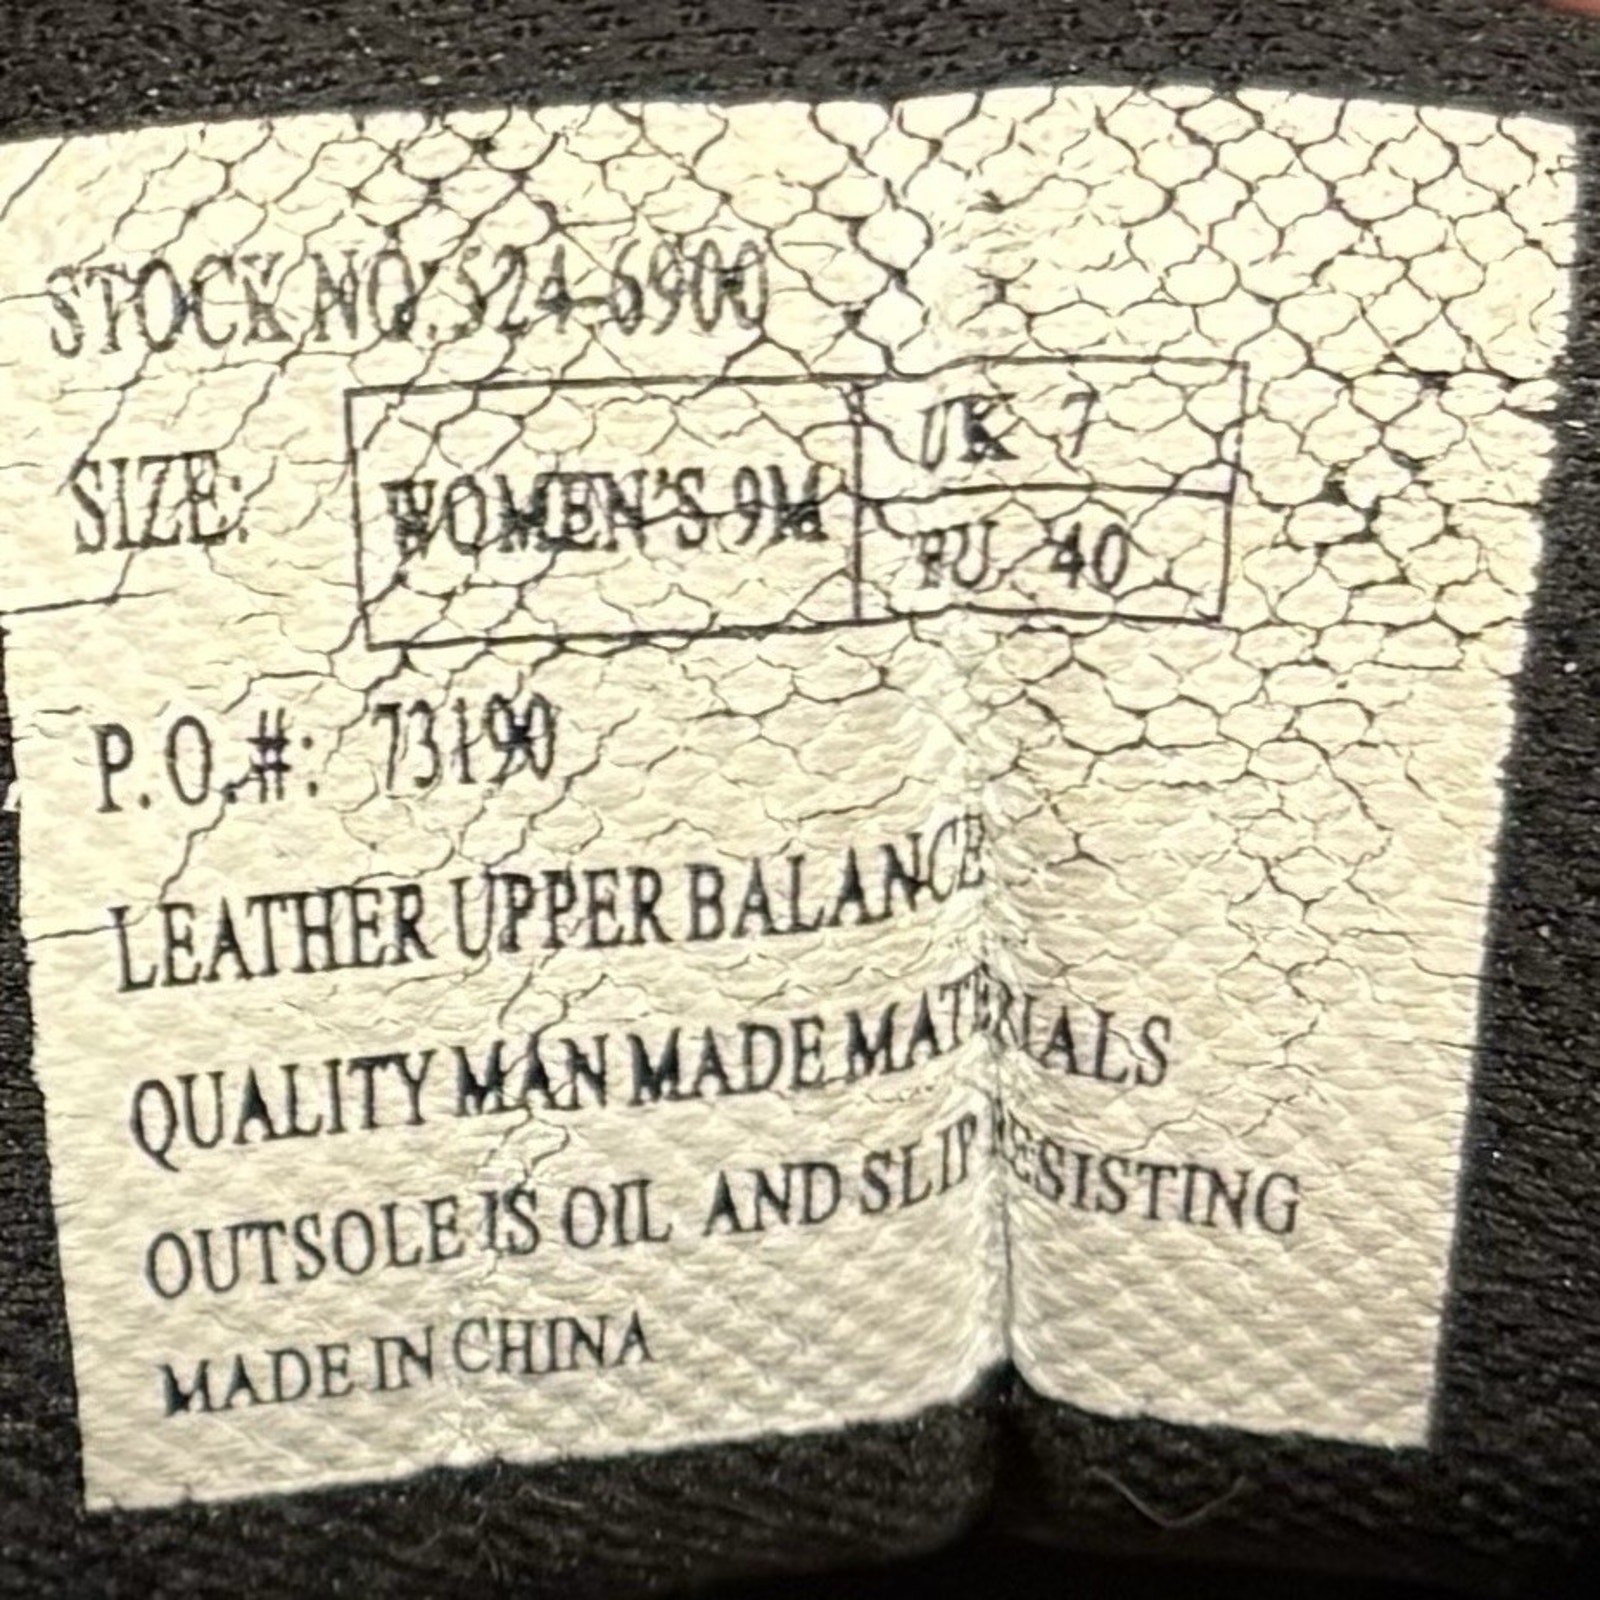 STOCK NO.524-6900
SIZE: WOMEN'S 9M UK 7
EU 40
P.O.#: 73190
LEATHER UPPER BALANCE
QUALITY MAN MADE MATERIALS
OUTSOLE IS OIL AND SLIP RESISTING
MADE IN CHINA